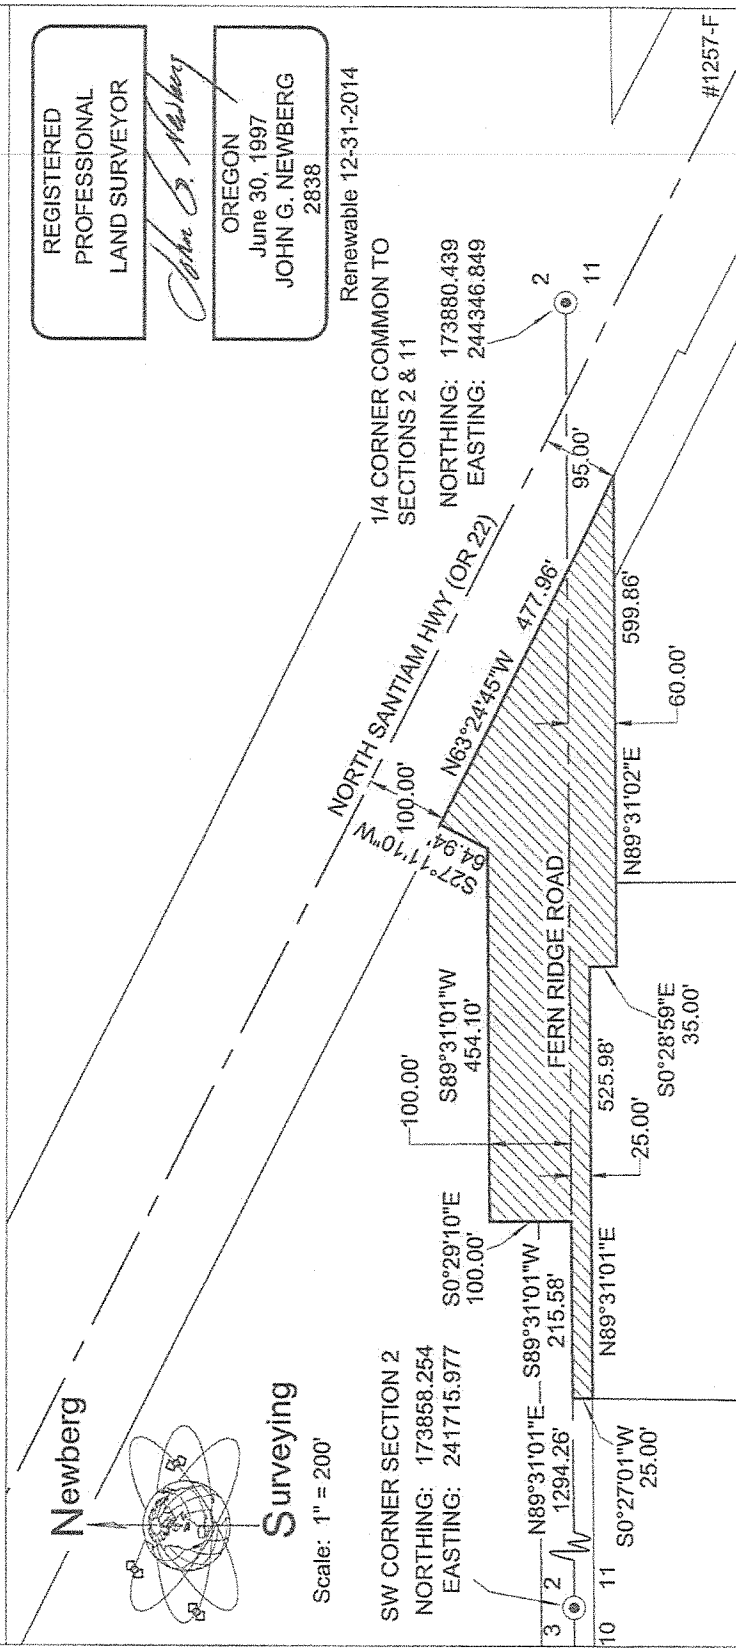 REGISTERED
PROFESSIONAL
LAND SURVEYOR
John G. Newberg
OREGON
June 30, 1997
JOHN G. NEWBERG
2838
Renewable 12-31-2014
Newberg
Surveying
Scale: 1" = 200'
1/4 CORNER COMMON TO
SECTIONS 2 & 11
NORTHING: 173880.439
EASTING: 244346.849
2
11
NORTH SANTIAM HWY (OR 22)
100.00'
95.00'
N63°24'45"W 477.96'
S27°11'10"W
64.94'
S89°31'01"W
454.10'
100.00'
S0°29'10"E
100.00'
SW CORNER SECTION 2
NORTHING: 173858.254
EASTING: 241715.977
N89°31'01"E
1294.26'
S89°31'01"W
215.58'
FERN RIDGE ROAD
3 2
10 11
S0°27'01"W
25.00'
N89°31'01"E
525.98'
25.00'
S0°28'59"E
35.00'
N89°31'02"E
599.86'
60.00'
#1257-F